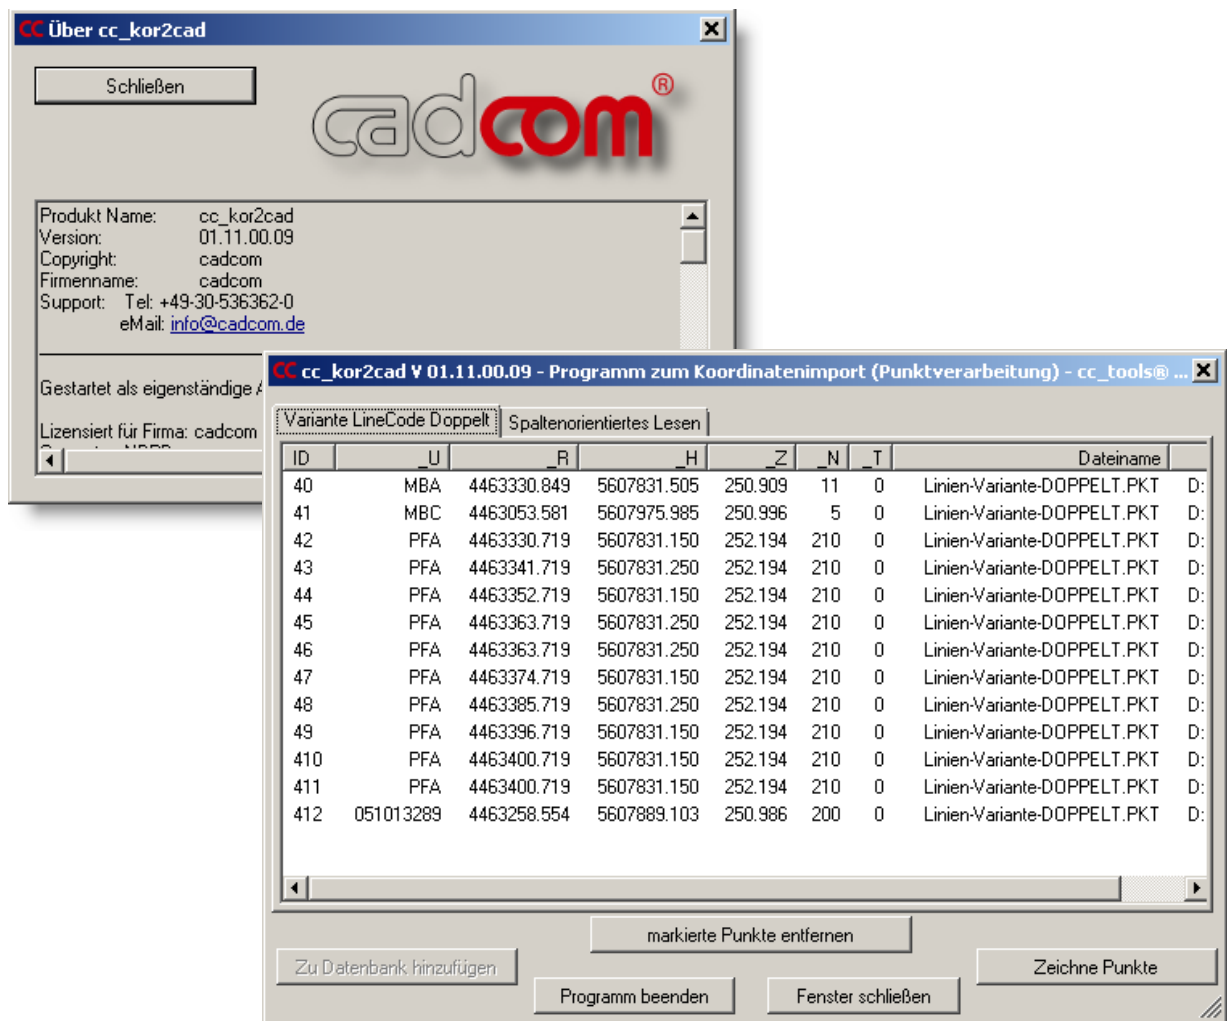 CC Über cc_kor2cad
Schließen
cadcom®
Produkt Name: cc_kor2cad
Version: 01.11.00.09
Copyright: cadcom
Firmenname: cadcom
Support: Tel: +49-30-536362-0
eMail: info@cadcom.de
Gestartet als eigenständige
Lizensiert für Firma: cadcom
CC cc_kor2cad V 01.11.00.09 - Programm zum Koordinatenimport (Punktverarbeitung) - cc_tools® ...
Variante LineCode Doppelt Spaltenorientiertes Lesen
ID _U _R _H _Z _N _T Dateiname
40 MBA 4463330.849 5607831.505 250.909 11 0 Linien-Variante-DOPPELT.PKT D:
41 MBC 4463053.581 5607975.985 250.996 5 0 Linien-Variante-DOPPELT.PKT D:
42 PFA 4463330.719 5607831.150 252.194 210 0 Linien-Variante-DOPPELT.PKT D:
43 PFA 4463341.719 5607831.250 252.194 210 0 Linien-Variante-DOPPELT.PKT D:
44 PFA 4463352.719 5607831.150 252.194 210 0 Linien-Variante-DOPPELT.PKT D:
45 PFA 4463363.719 5607831.250 252.194 210 0 Linien-Variante-DOPPELT.PKT D:
46 PFA 4463363.719 5607831.250 252.194 210 0 Linien-Variante-DOPPELT.PKT D:
47 PFA 4463374.719 5607831.150 252.194 210 0 Linien-Variante-DOPPELT.PKT D:
48 PFA 4463385.719 5607831.250 252.194 210 0 Linien-Variante-DOPPELT.PKT D:
49 PFA 4463396.719 5607831.150 252.194 210 0 Linien-Variante-DOPPELT.PKT D:
410 PFA 4463400.719 5607831.150 252.194 210 0 Linien-Variante-DOPPELT.PKT D:
411 PFA 4463400.719 5607831.150 252.194 210 0 Linien-Variante-DOPPELT.PKT D:
412 051013289 4463258.554 5607889.103 250.986 200 0 Linien-Variante-DOPPELT.PKT D:
markierte Punkte entfernen
Zu Datenbank hinzufügen
Zeichne Punkte
Programm beenden
Fenster schließen